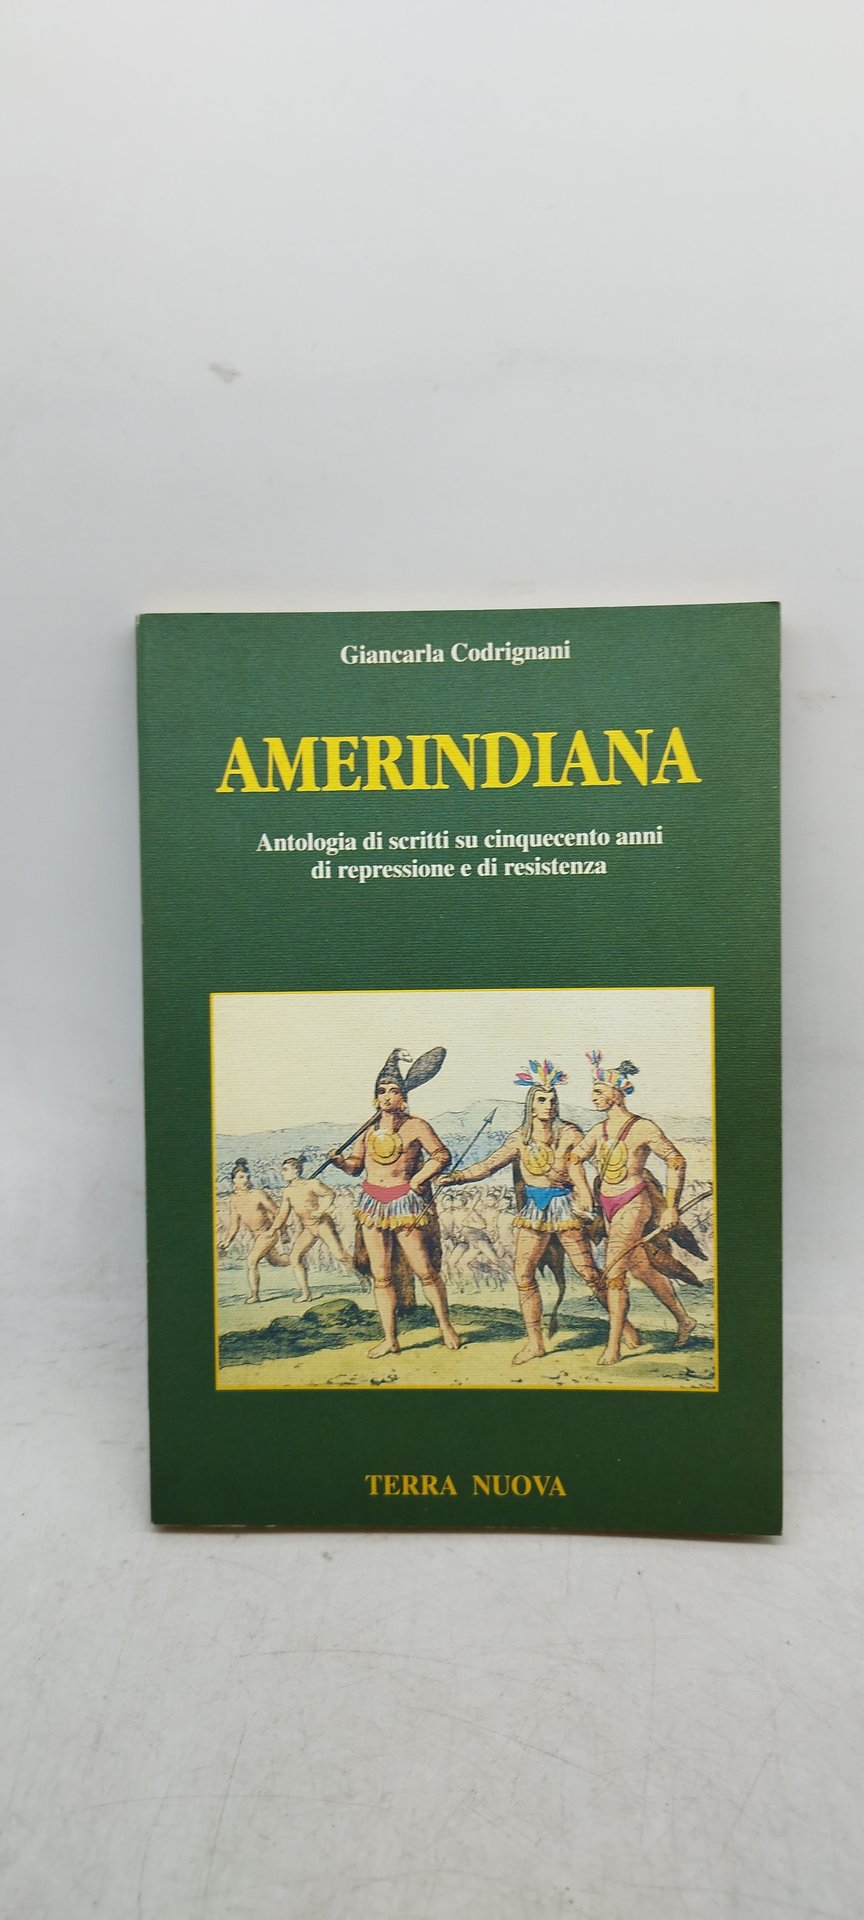 Giancarla Codrignani
AMERINDIANA
Antologia di scritti su cinquecento anni
di repressione e di resistenza
TERRA NUOVA